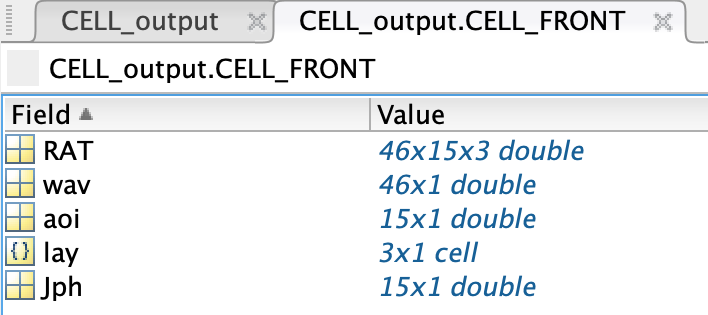 CELL_output
CELL_output.CELL_FRONT
CELL_output.CELL_FRONT
Field Value
RAT 46x15x3 double
wav 46x1 double
aoi 15x1 double
{} lay 3x1 cell
Jph 15x1 double